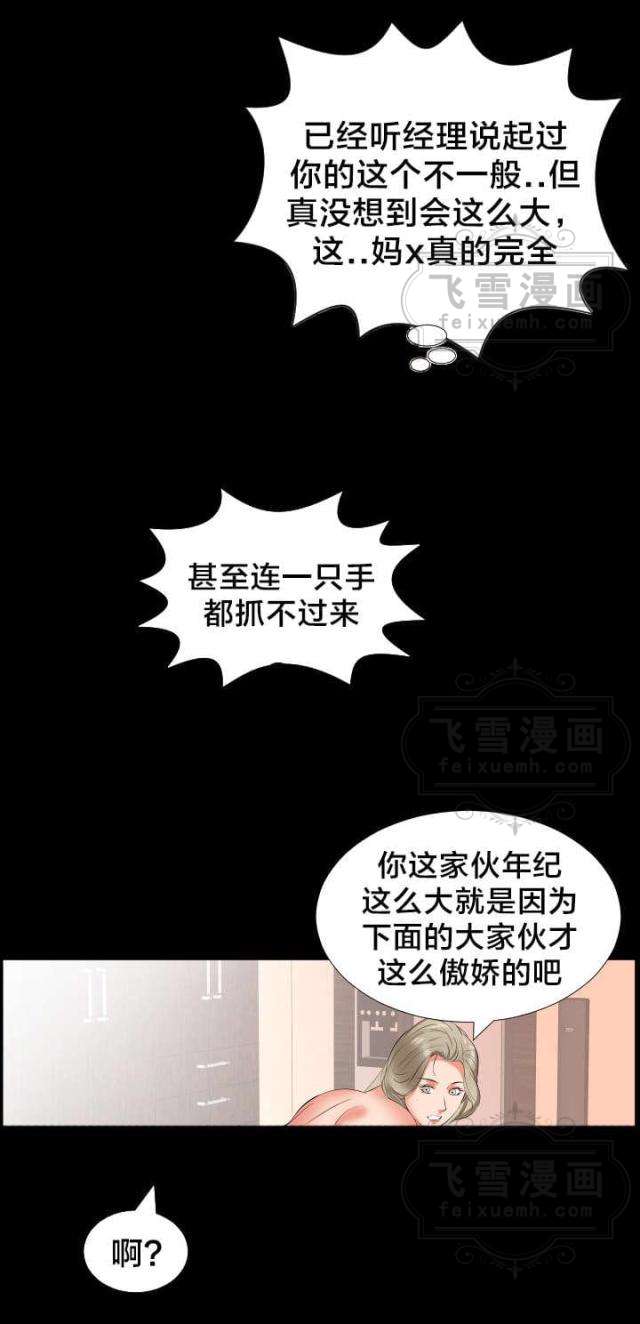 已经听经理说起过
你的这个不一般..但
真没想到会这么大，
这..妈x真的完全
飞雪漫画
feixuemh.com
甚至连一只手
都抓不过来
飞雪漫画
feixuemh.com
你这家伙年纪
这么大就是因为
下面的大家伙才
这么傲娇的吧
飞雪漫画
feixuemh.com
啊?